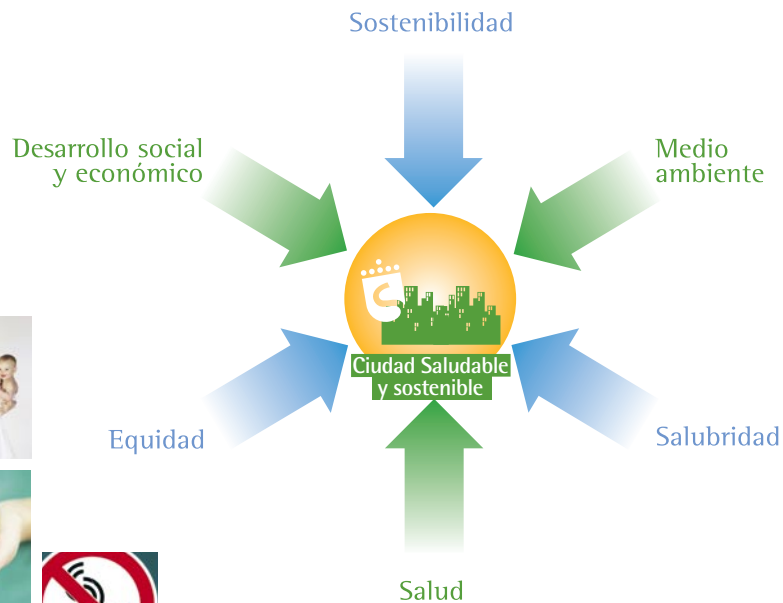 Sostenibilidad
Desarrollo social
y económico
Medio
ambiente
Ciudad Saludable
y sostenible
Equidad
Salubridad
Salud